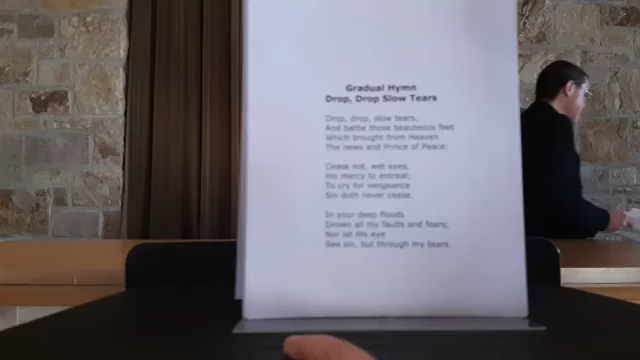 Gradual Hymn
Drop, Drop Slow Tears
Drop, drop, slow tears,
And bathe those beauteous feet
Which brought from Heaven
The news and Prince of Peace:
Cease not, wet eyes,
His mercy to entreat;
To cry for vengeance
Sin doth never cease.
In your deep floods
Drown all my faults and fears;
Nor let His eye
See sin, but through my tears.